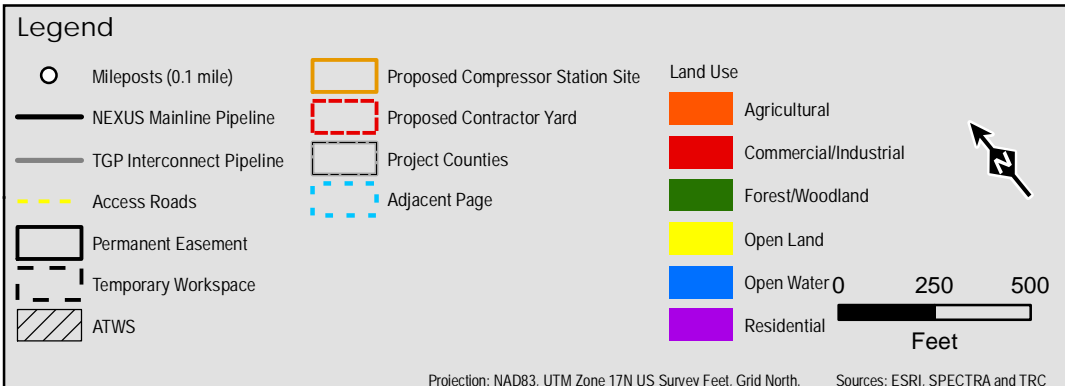 Legend
Mileposts (0.1 mile)
NEXUS Mainline Pipeline
TGP Interconnect Pipeline
Access Roads
Permanent Easement
Temporary Workspace
ATWS
Proposed Compressor Station Site
Proposed Contractor Yard
Project Counties
Adjacent Page
Land Use
Agricultural
Commercial/Industrial
Forest/Woodland
Open Land
Open Water
Residential
N
0 250 500
Feet
Projection: NAD83, UTM Zone 17N US Survey Feet, Grid North. Sources: ESRI, SPECTRA and TRC